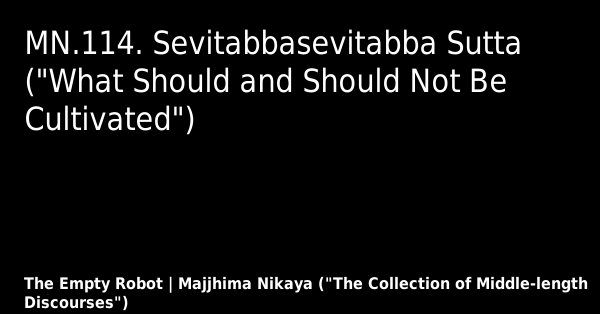 MN.114. Sevitabbasevitabba Sutta
("What Should and Should Not Be
Cultivated")
The Empty Robot | Majjhima Nikaya ("The Collection of Middle-length
Discourses")